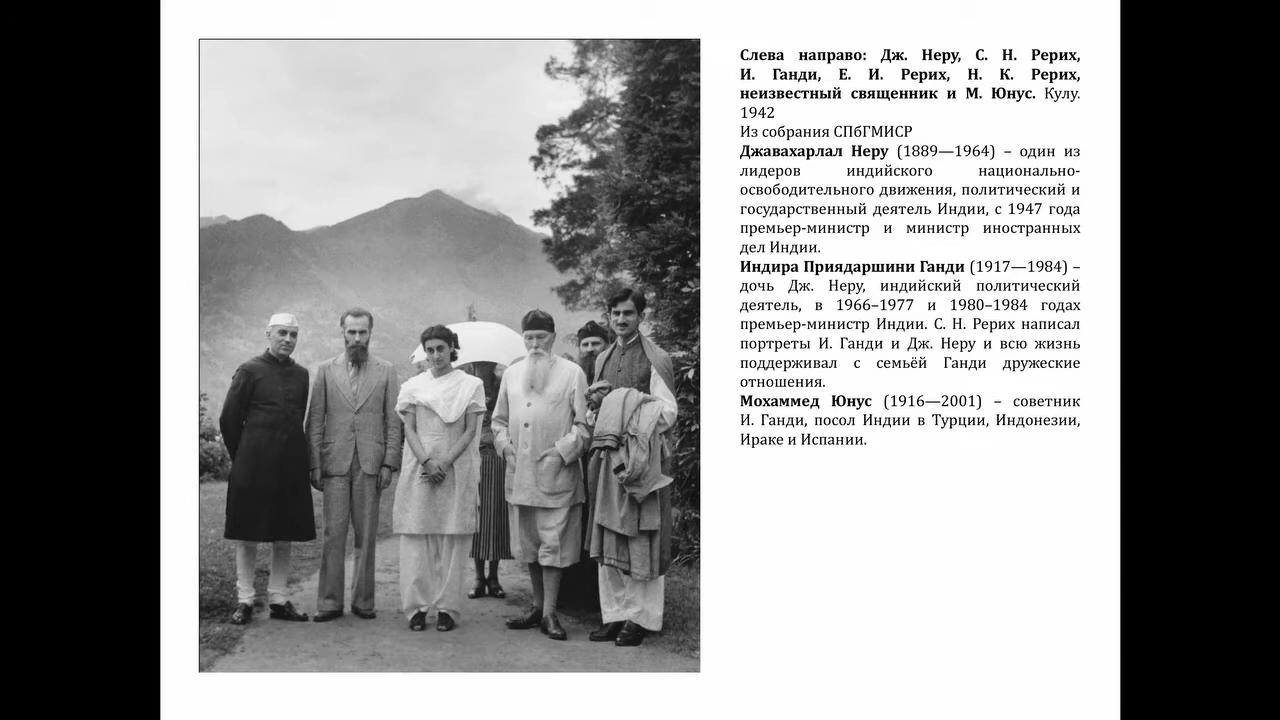 Слева направо: Дж. Неру, С. Н. Рерих,
И. Ганди, Е. И. Рерих, Н. К. Рерих,
неизвестный священник и М. Юнус. Кулу.
1942
Из собрания СПбГМИСР
Джавахарлал Неру (1889—1964) – один из
лидеров индийского национально-
освободительного движения, политический и
государственный деятель Индии, с 1947 года
премьер-министр и министр иностранных
дел Индии.
Индира Приядаршини Ганди (1917—1984) –
дочь Дж. Неру, индийский политический
деятель, в 1966–1977 и 1980–1984 годах
премьер-министр Индии. С. Н. Рерих написал
портреты И. Ганди и Дж. Неру и всю жизнь
поддерживал с семьёй Ганди дружеские
отношения.
Мохаммед Юнус (1916—2001) – советник
И. Ганди, посол Индии в Турции, Индонезии,
Ираке и Испании.